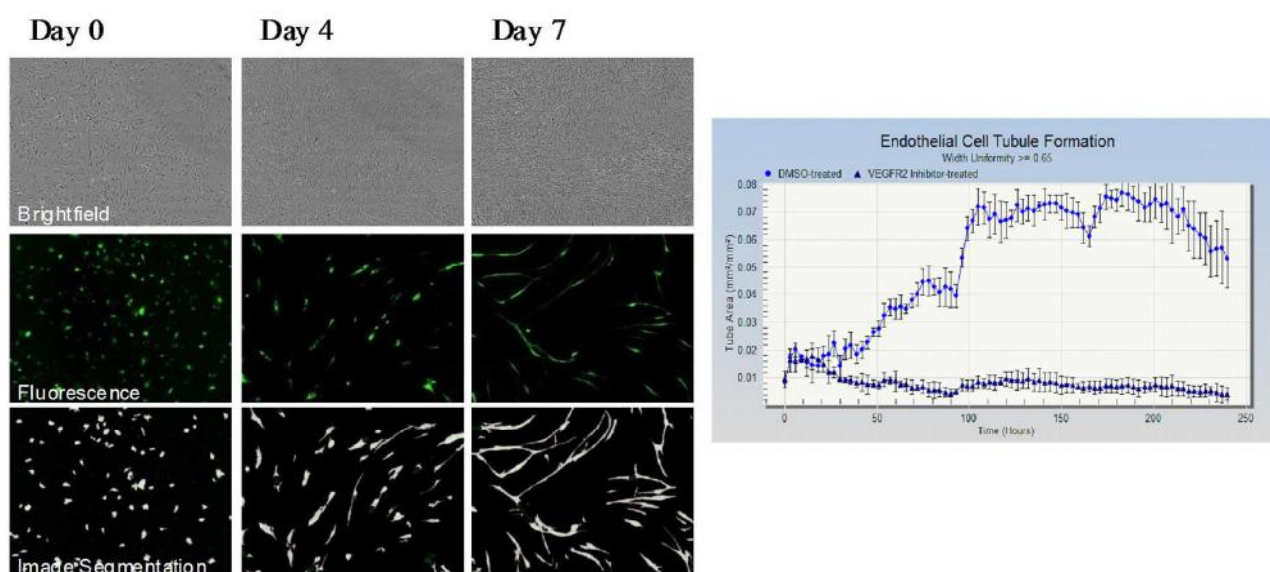 Day 0
Day 4
Day 7
Brightfield
Fluorescence
Image Segmentation
Endothelial Cell Tubule Formation
Width Uniformity >= 0.65
DMSO-treated VEGFR2 Inhibitor-treated
Tube Area (mm²/mm²)
0.08
0.07
0.06
0.05
0.04
0.03
0.02
0.01
0 50 100 150 200 250
Time (Hours)